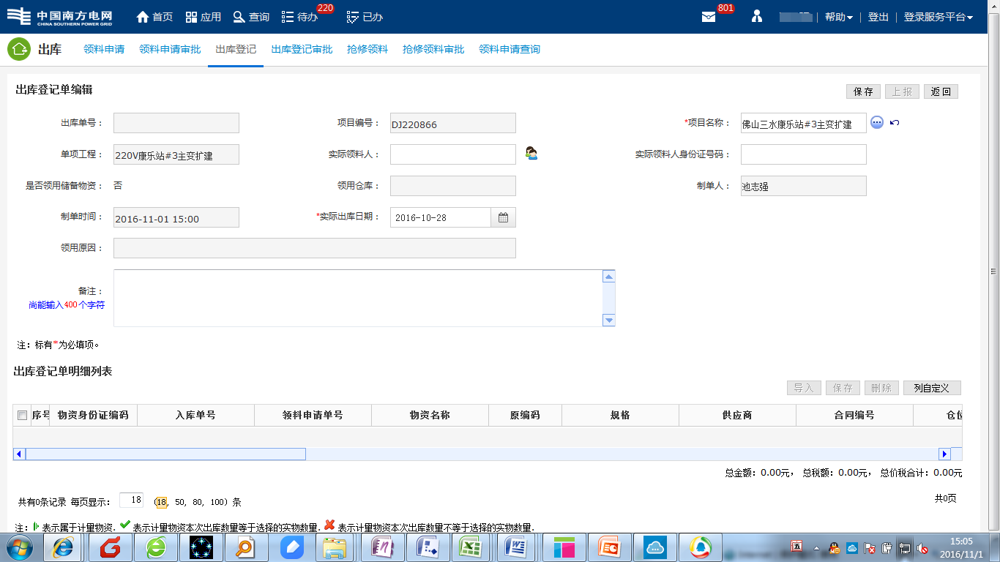 中国南方电网 首页 应用 查询 待办 220 已办 801 帮助 登出 登录服务平台
CHINA SOUTHERN POWER GRID
出库 领料申请 领料申请审批 出库登记 出库登记审批 抢修领料 抢修领料审批 领料申请查询
出库登记单编辑 保存 上报 返回
出库单号： 项目编号： DJ220866 *项目名称： 佛山三水康乐站#3主变扩建
单项工程： 220V康乐站#3主变扩建 实际领料人： 实际领料人身份证号码：
是否领用储备物资： 否 领用仓库： 制单人： 池志强
制单时间： 2016-11-01 15:00 *实际出库日期： 2016-10-28
领用原因：
备注：
尚能输入400个字符
注：标有*为必填项。
出库登记单明细列表
导入 保存 删除 列自定义
序号 物资身份证编码 入库单号 领料申请单号 物资名称 原编码 规格 供应商 合同编号 仓位
总金额：0.00元， 总税额：0.00元， 总价税合计：0.00元
共有0条记录 每页显示： 18 (18, 50, 80, 100) 条 共0页
注： 表示属于计量物资. 表示计量物资本次出库数量等于选择的实物数量. 表示计量物资本次出库数量不等于选择的实物数量.
五 15:05
2016/11/1